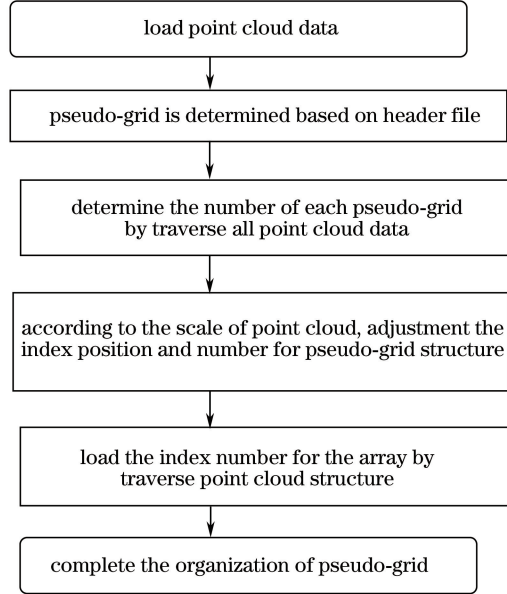 load point cloud data
pseudo-grid is determined based on header file
determine the number of each pseudo-grid
by traverse all point cloud data
according to the scale of point cloud, adjustment the
index position and number for pseudo-grid structure
load the index number for the array by
traverse point cloud structure
complete the organization of pseudo-grid